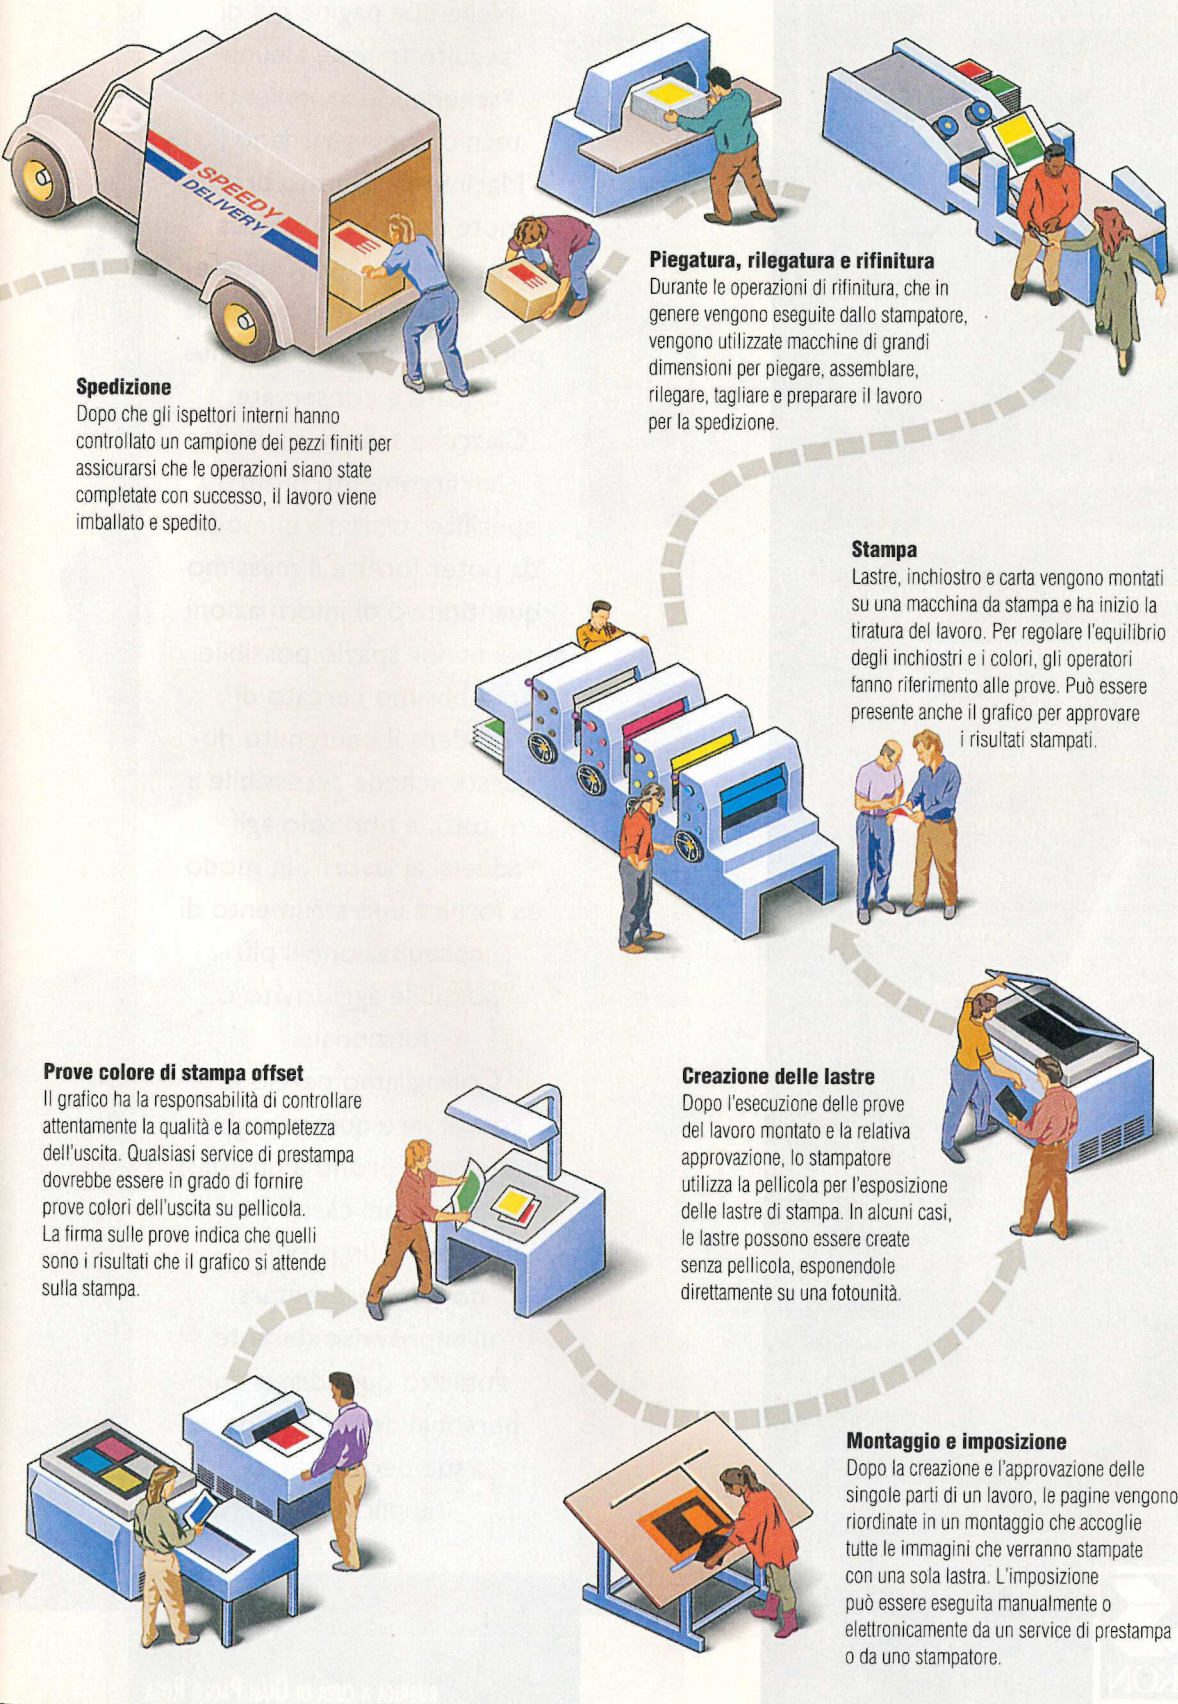 SPEEDY
DELIVERY
Piegatura, rilegatura e rifinitura
Durante le operazioni di rifinitura, che in
genere vengono eseguite dallo stampatore,
vengono utilizzate macchine di grandi
dimensioni per piegare, assemblare,
rilegare, tagliare e preparare il lavoro
per la spedizione.
Spedizione
Dopo che gli ispettori interni hanno
controllato un campione dei pezzi finiti per
assicurarsi che le operazioni siano state
completate con successo, il lavoro viene
imballato e spedito.
Stampa
Lastre, inchiostro e carta vengono montati
su una macchina da stampa e ha inizio la
tiratura del lavoro. Per regolare l'equilibrio
degli inchiostri e i colori, gli operatori
fanno riferimento alle prove. Può essere
presente anche il grafico per approvare
i risultati stampati.
Prove colore di stampa offset
Il grafico ha la responsabilità di controllare
attentamente la qualità e la completezza
dell'uscita. Qualsiasi service di prestampa
dovrebbe essere in grado di fornire
prove colori dell'uscita su pellicola.
La firma sulle prove indica che quelli
sono i risultati che il grafico si attende
sulla stampa.
Creazione delle lastre
Dopo l'esecuzione delle prove
del lavoro montato e la relativa
approvazione, lo stampatore
utilizza la pellicola per l'esposizione
delle lastre di stampa. In alcuni casi,
le lastre possono essere create
senza pellicola, esponendole
direttamente su una fotounità.
Montaggio e imposizione
Dopo la creazione e l'approvazione delle
singole parti di un lavoro, le pagine vengono
riordinate in un montaggio che accoglie
tutte le immagini che verranno stampate
con una sola lastra. L'imposizione
può essere eseguita manualmente o
elettronicamente da un service di prestampa
o da uno stampatore.